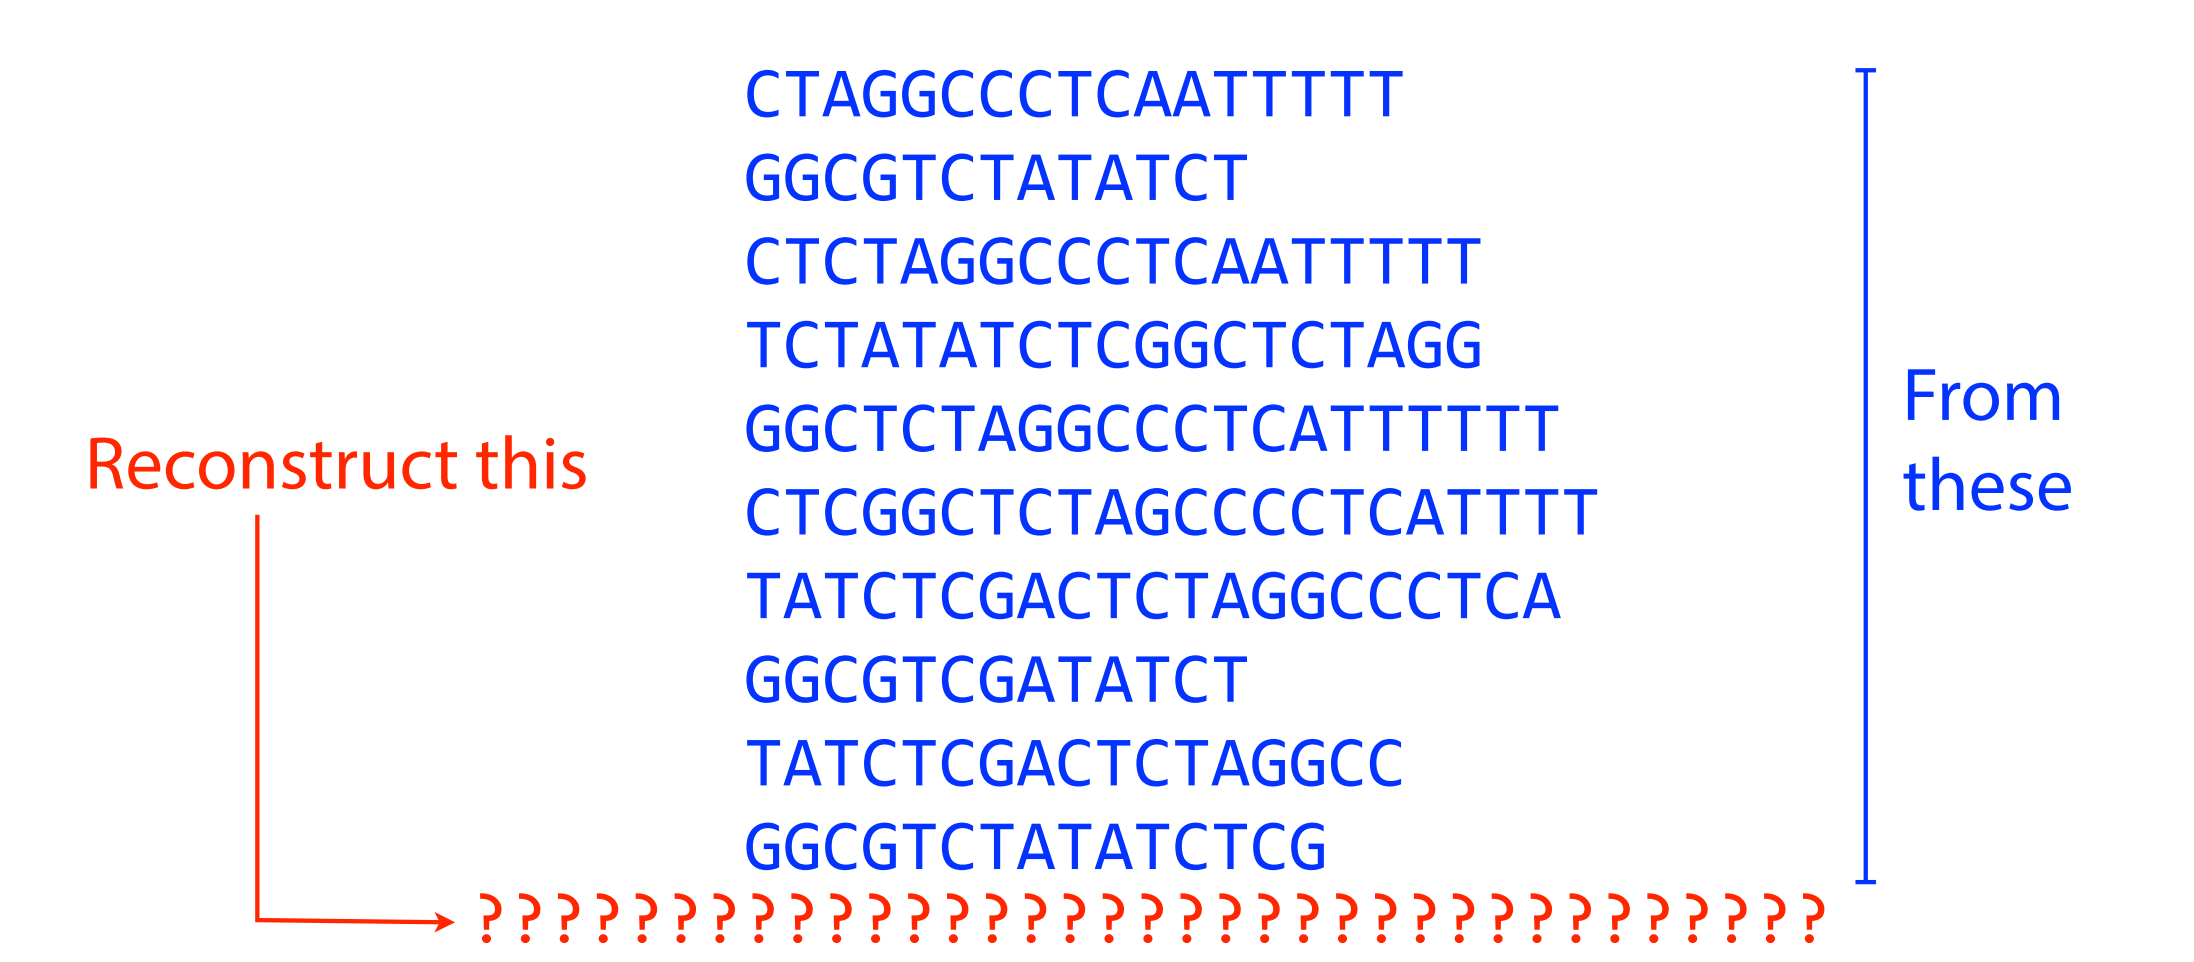 CTAGGCCCTCAATTTTT
GGCGTCTATATCT
CTCTAGGCCCTCAATTTTT
TCTATATCTCGGCTCTAGG
GGCTCTAGGCCCTCATTTTTT
CTCGGCTCTAGCCCCTCATTTT
TATCTCGACTCTAGGCCCTCA
GGCGTCGATATCT
TATCTCGACTCTAGGCC
GGCGTCTATATCTCG
Reconstruct this
???????????????????????????????????
From
these